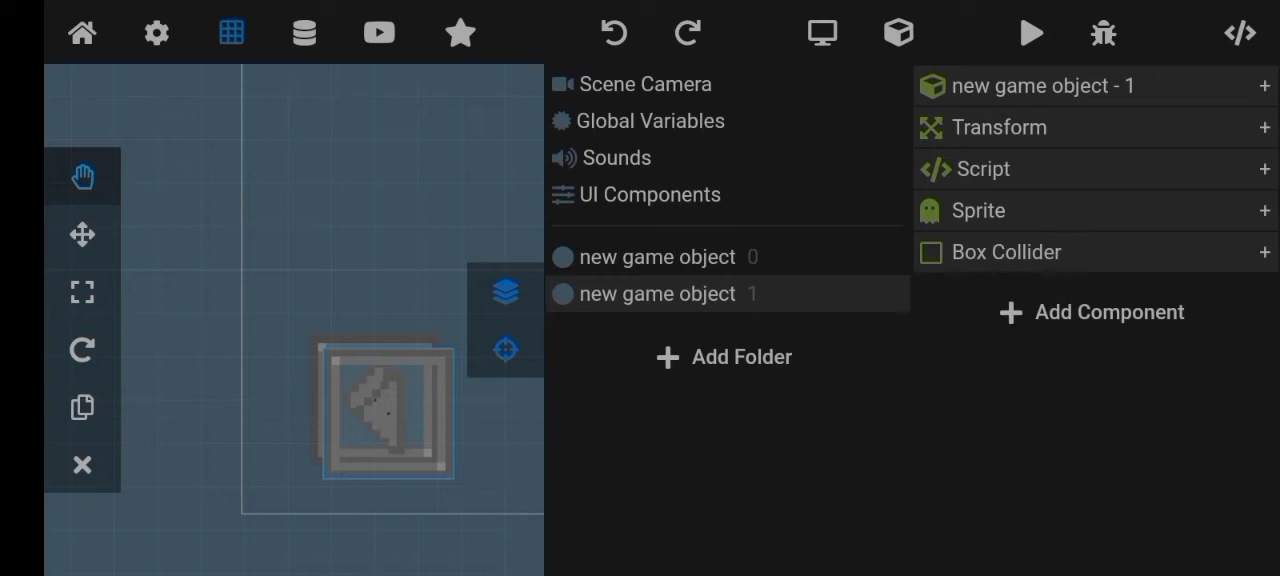 Scene Camera
Global Variables
Sounds
UI Components
new game object 0
new game object 1
Add Folder
new game object - 1 +
Transform +
Script +
Sprite +
Box Collider +
Add Component